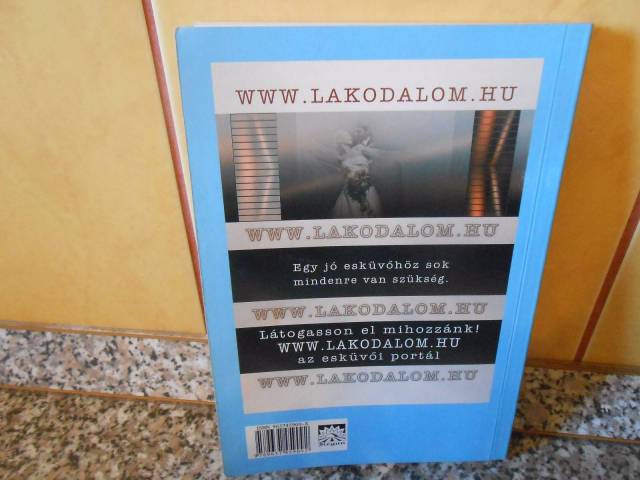 WWW.LAKODALOM.HU
WWW.LAKODALOM.HU
Egy jó esküvőhöz sok
mindenre van szükség.
WWW.LAKODALOM.HU
Látogasson el mihozzánk!
WWW.LAKODALOM.HU
az esküvői portál
WWW.LAKODALOM.HU